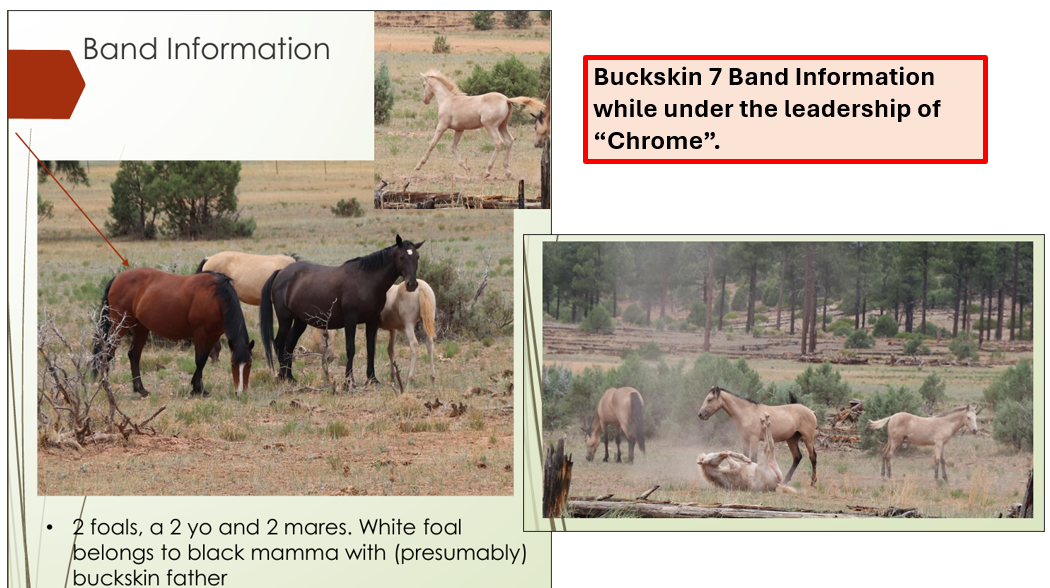 Band Information
Buckskin 7 Band Information
while under the leadership of
“Chrome”.
• 2 foals, a 2 yo and 2 mares. White foal
belongs to black mamma with (presumably)
buckskin father